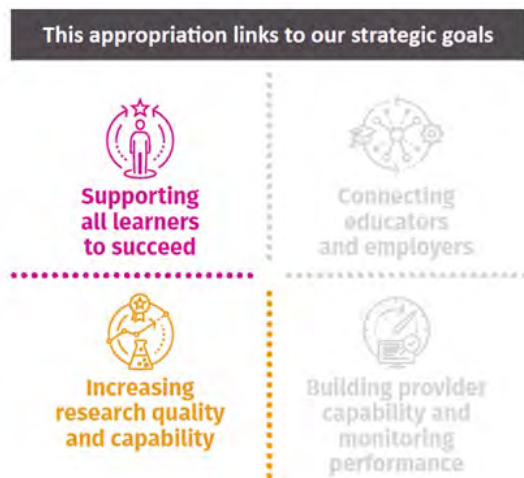 This appropriation links to our strategic goals
Supporting
all learners
to succeed
Connecting
educators
and employers
Increasing
research quality
and capability
Building provider
capability and
monitoring
performance